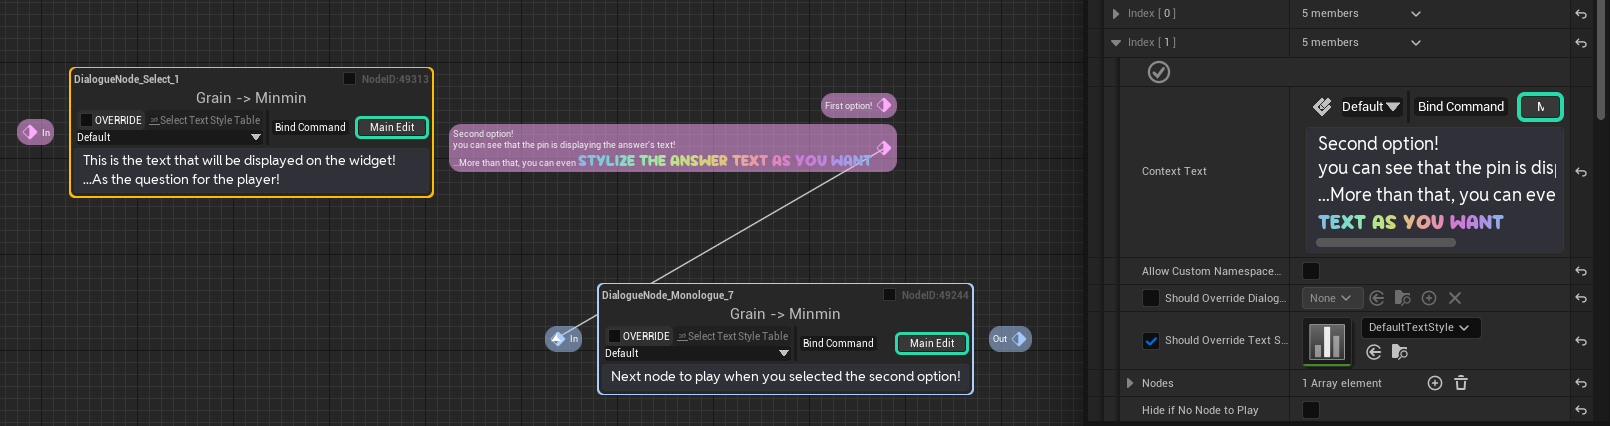 DialogueNode_Select_1
NodeID:49313
Grain -> Minmin
OVERRIDE
Select Text Style Table
Default
Bind Command
Main Edit
In
This is the text that will be displayed on the widget!
...As the question for the player!
First option!
Second option!
you can see that the pin is displaying the answer's text!
...More than that, you can even STYLIZE THE ANSWER TEXT AS YOU WANT
DialogueNode_Monologue_7
NodeID:49244
Grain -> Minmin
OVERRIDE
Select Text Style Table
Default
Bind Command
Main Edit
In
Out
Next node to play when you selected the second option!
Index [ 0 ]
5 members
Index [ 1 ]
5 members
Context Text
Default
Bind Command
Second option!
you can see that the pin is disp
...More than that, you can eve
TEXT AS YOU WANT
Allow Custom Namespace...
Should Override Dialog...
None
Should Override Text S...
DefaultTextStyle
Nodes
1 Array element
Hide if No Node to Play